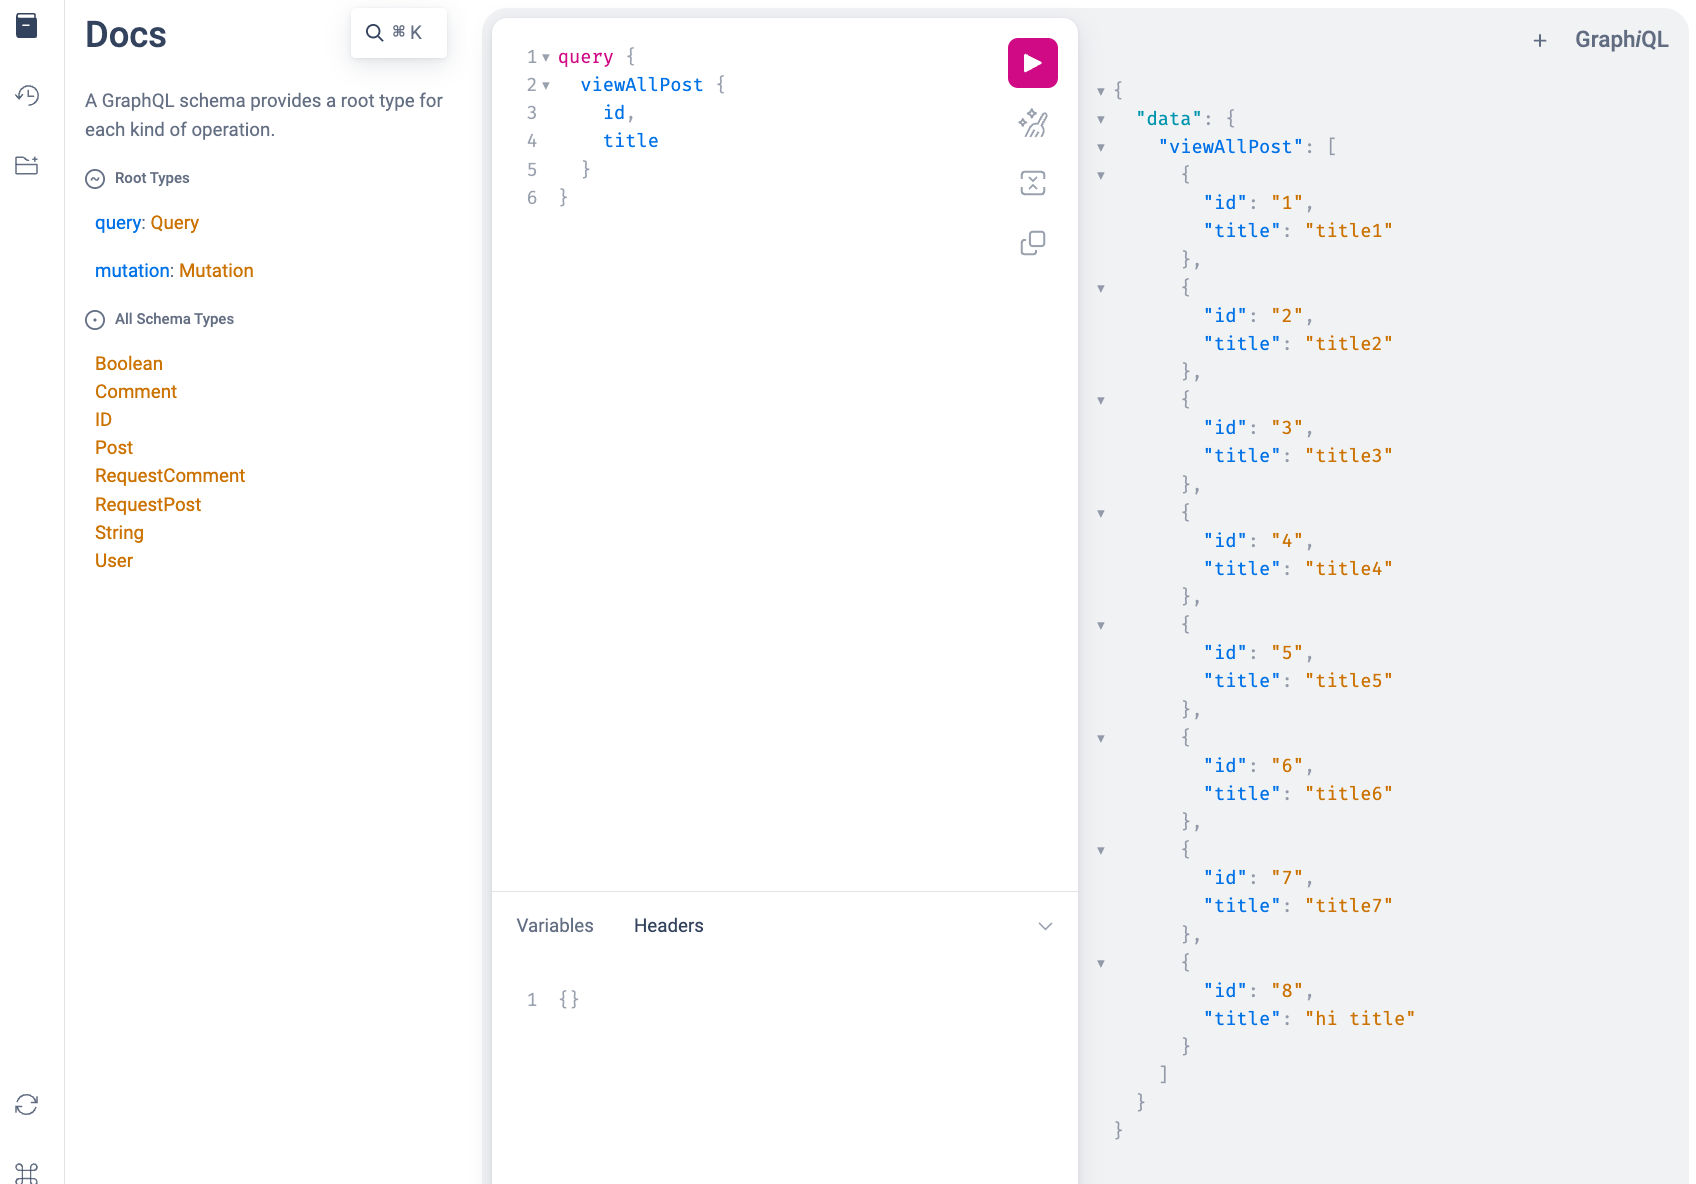 Docs
⌘ K
A GraphQL schema provides a root type for
each kind of operation.
Root Types
query: Query
mutation: Mutation
All Schema Types
Boolean
Comment
ID
Post
RequestComment
RequestPost
String
User
1 query {
2 viewAllPost {
3 id,
4 title
5 }
6 }
Variables Headers
1 {}
+ GraphiQL
{
"data": {
"viewAllPost": [
{
"id": "1",
"title": "title1"
},
{
"id": "2",
"title": "title2"
},
{
"id": "3",
"title": "title3"
},
{
"id": "4",
"title": "title4"
},
{
"id": "5",
"title": "title5"
},
{
"id": "6",
"title": "title6"
},
{
"id": "7",
"title": "title7"
},
{
"id": "8",
"title": "hi title"
}
]
}
}